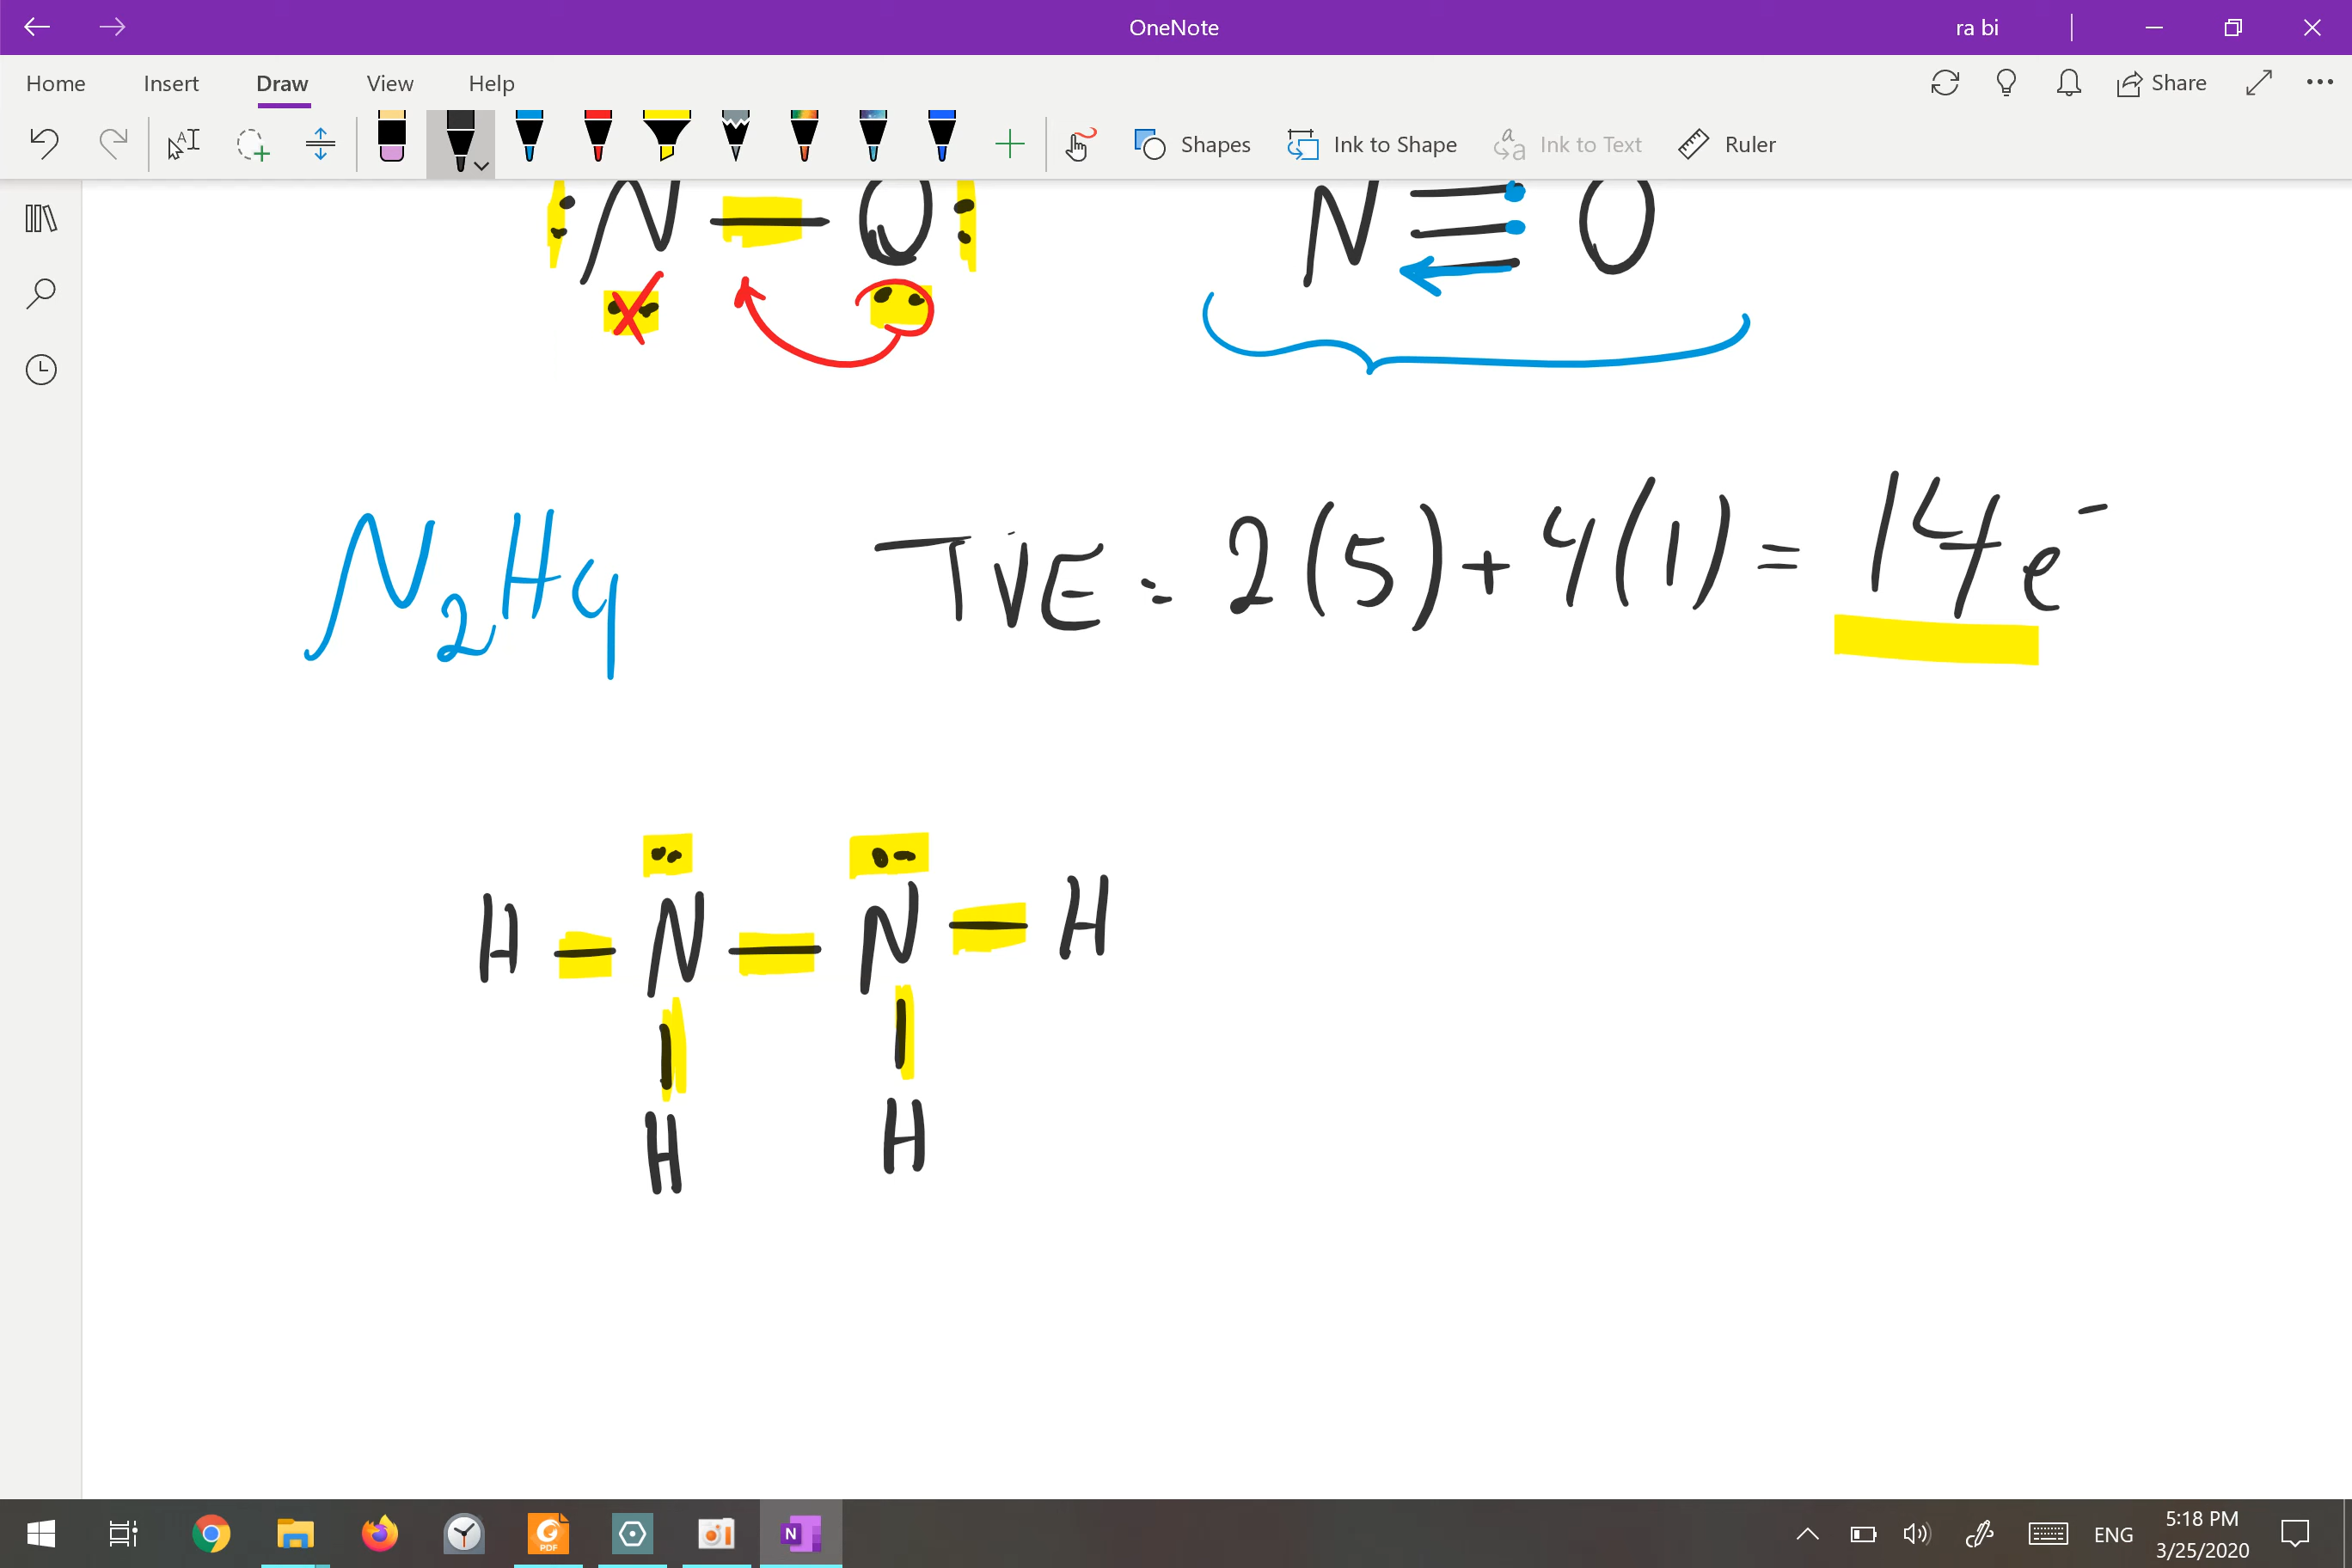 OneNote
ra bi
Home Insert Draw View Help
Share
Shapes Ink to Shape Ink to Text Ruler
:N — O: N ≡ O
N₂H₄ TVE = 2(5) + 4(1) = 14e⁻
H — N — N — H
H H
PDF
N
ENG
5:18 PM
3/25/2020